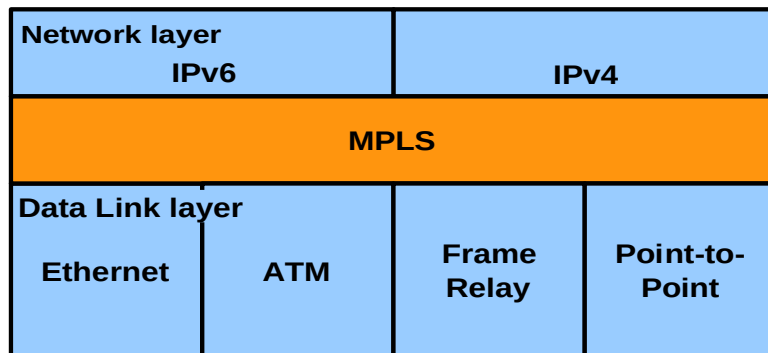 Network layer
IPv6
IPv4
MPLS
Data Link layer
Ethernet
ATM
Frame
Relay
Point-to-
Point